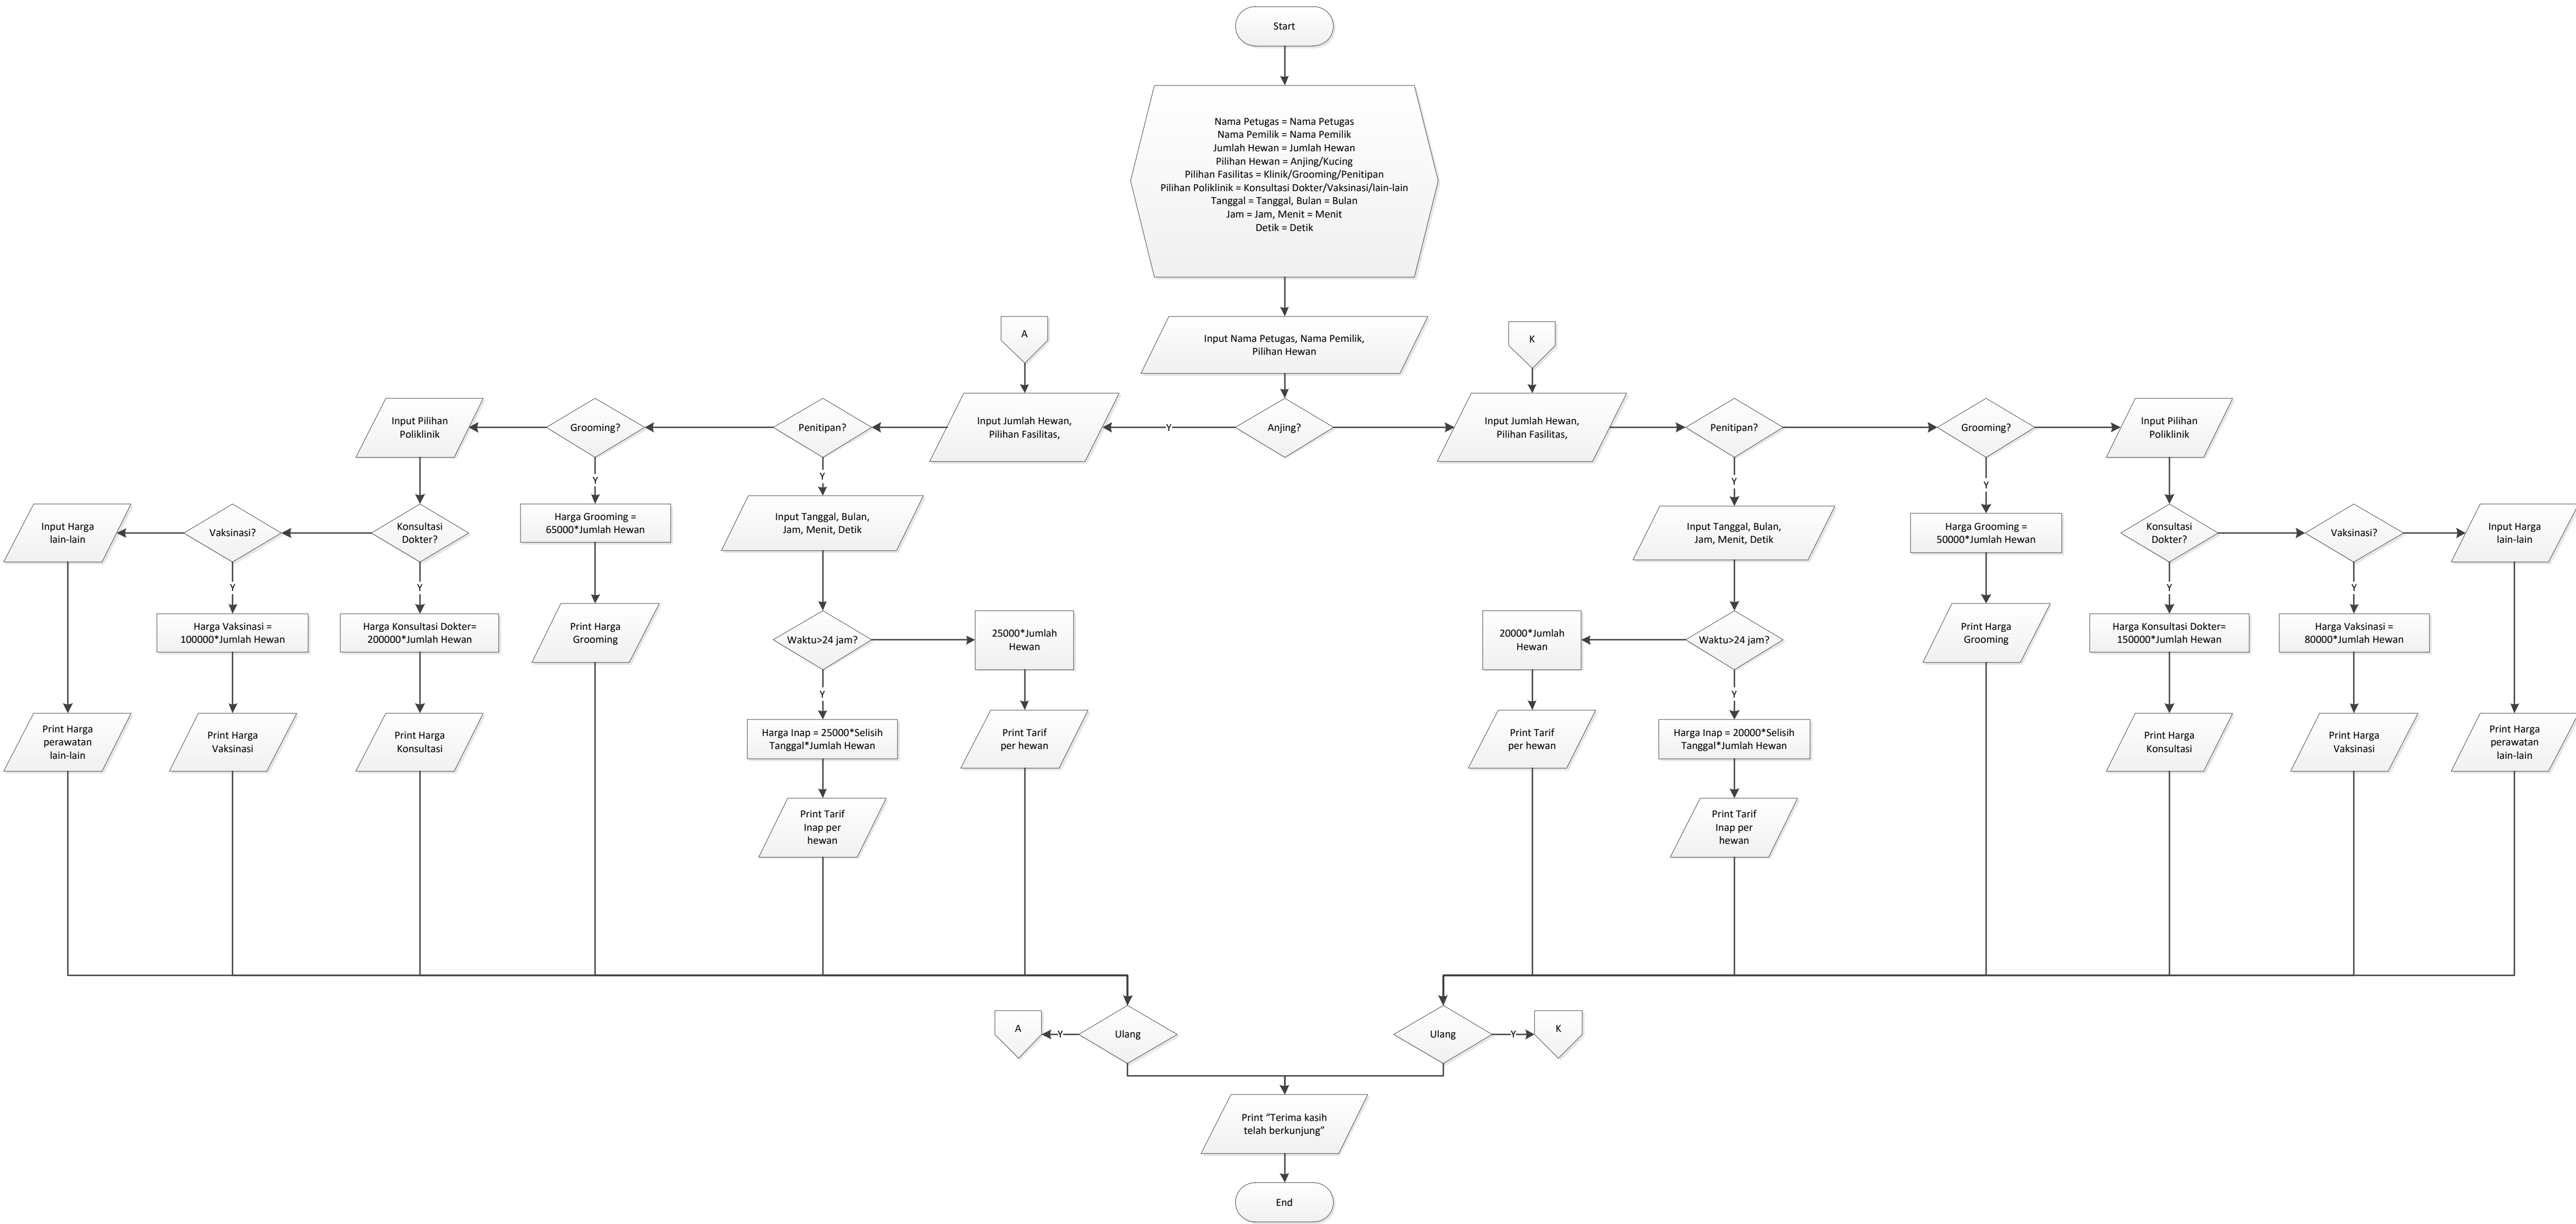 Start
Nama Petugas = Nama Petugas
Nama Pemilik = Nama Pemilik
Jumlah Hewan = Jumlah Hewan
Pilihan Hewan = Anjing/Kucing
Pilihan Fasilitas = Klinik/Grooming/Penitipan
Pilihan Poliklinik = Konsultasi Dokter/Vaksinasi/lain-lain
Tanggal = Tanggal, Bulan = Bulan
Jam = Jam, Menit = Menit
Detik = Detik
A
Input Nama Petugas, Nama Pemilik,
Pilihan Hewan
K
Input Pilihan
Poliklinik
Grooming?
Penitipan?
Input Jumlah Hewan,
Pilihan Fasilitas,
Y
Anjing?
Input Jumlah Hewan,
Pilihan Fasilitas,
Penitipan?
Grooming?
Input Pilihan
Poliklinik
Y
Y
Y
Y
Input Harga
lain-lain
Vaksinasi?
Konsultasi
Dokter?
Harga Grooming =
65000*Jumlah Hewan
Input Tanggal, Bulan,
Jam, Menit, Detik
Input Tanggal, Bulan,
Jam, Menit, Detik
Harga Grooming =
50000*Jumlah Hewan
Konsultasi
Dokter?
Vaksinasi?
Input Harga
lain-lain
Y
Y
Y
Y
Harga Vaksinasi =
100000*Jumlah Hewan
Harga Konsultasi Dokter=
200000*Jumlah Hewan
Print Harga
Grooming
Waktu>24 jam?
25000*Jumlah
Hewan
20000*Jumlah
Hewan
Waktu>24 jam?
Print Harga
Grooming
Harga Konsultasi Dokter=
150000*Jumlah Hewan
Harga Vaksinasi =
80000*Jumlah Hewan
Y
Y
Print Harga
perawatan
lain-lain
Print Harga
Vaksinasi
Print Harga
Konsultasi
Harga Inap = 25000*Selisih
Tanggal*Jumlah Hewan
Print Tarif
per hewan
Print Tarif
per hewan
Harga Inap = 20000*Selisih
Tanggal*Jumlah Hewan
Print Harga
Konsultasi
Print Harga
Vaksinasi
Print Harga
perawatan
lain-lain
Print Tarif
Inap per
hewan
Print Tarif
Inap per
hewan
A
Y
Ulang
Ulang
Y
K
Print “Terima kasih
telah berkunjung”
End